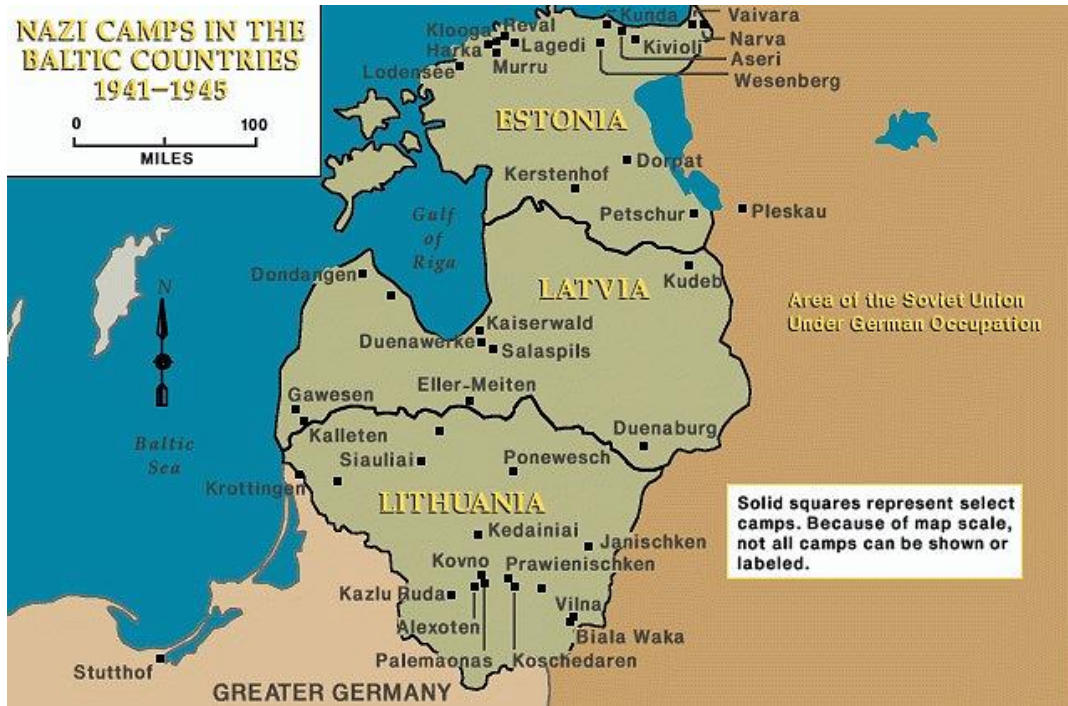 NAZI CAMPS IN THE
BALTIC COUNTRIES
1941–1945
0 100
MILES
Kunda
Vaivara
Klooga
Reval
Narva
Harka
Lagedi
Kivioli
Aseri
Lodensee
Murru
Wesenberg
ESTONIA
Dorpat
Kerstenhof
Petschur
Pleskau
Gulf
of
Riga
Dondangen
LATVIA
Kudeb
Area of the Soviet Union
Under German Occupation
N
Kaiserwald
Duenawerke
Salaspils
Eller-Meiten
Gawesen
Kalleten
Duenaburg
Baltic
Sea
Siauliai
Ponewesch
Krottingen
LITHUANIA
Solid squares represent select
camps. Because of map scale,
not all camps can be shown or
labeled.
Kedainiai
Janischken
Kovno
Prawienischken
Kazlu Ruda
Vilna
Alexoten
Biala Waka
Palemaonas
Koschedaren
Stutthof
GREATER GERMANY